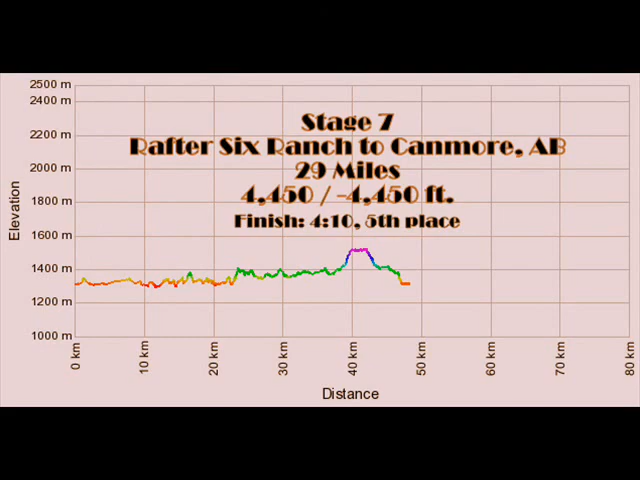 2500 m
2400 m
2200 m
2000 m
1800 m
1600 m
1400 m
1200 m
1000 m
Elevation
Stage 7
Rafter Six Ranch to Canmore, AB
29 Miles
4,450 / -4,450 ft.
Finish: 4:10, 5th place
0 km
10 km
20 km
30 km
40 km
50 km
60 km
70 km
80 km
Distance